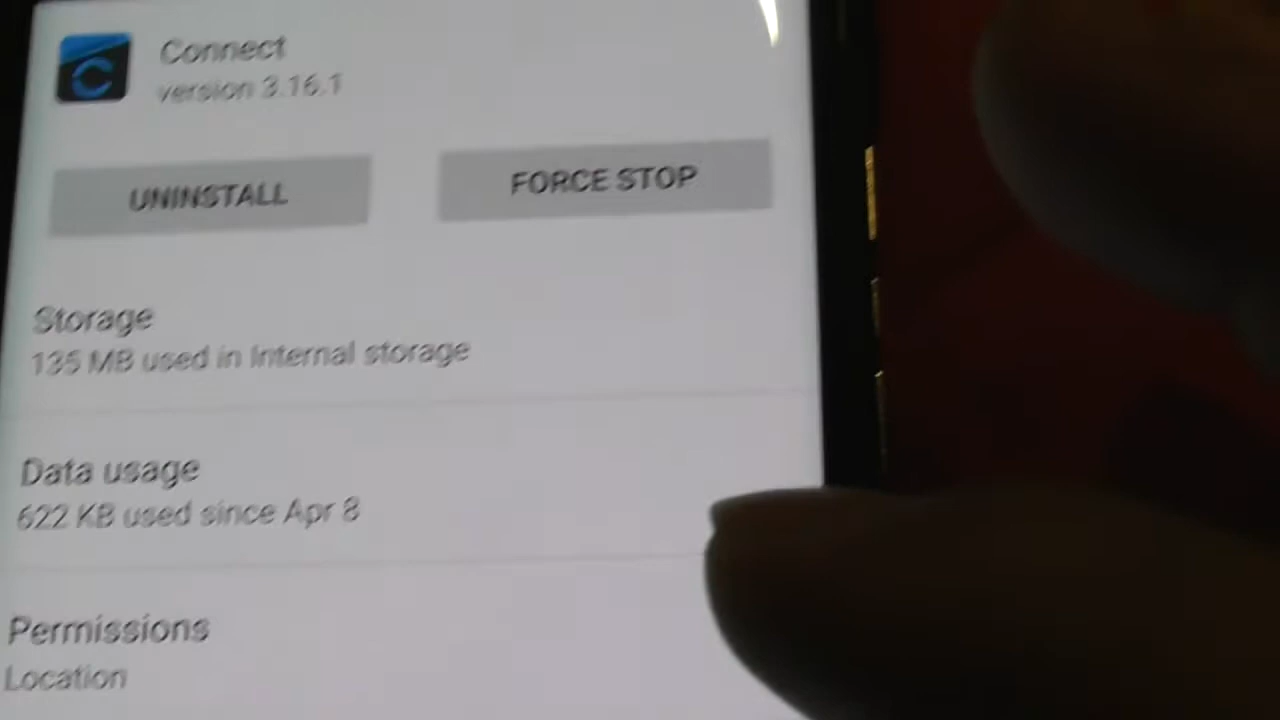 Connect
version 3.16.1
UNINSTALL
FORCE STOP
Storage
135 MB used in Internal storage
Data usage
622 KB used since Apr 8
Permissions
Location